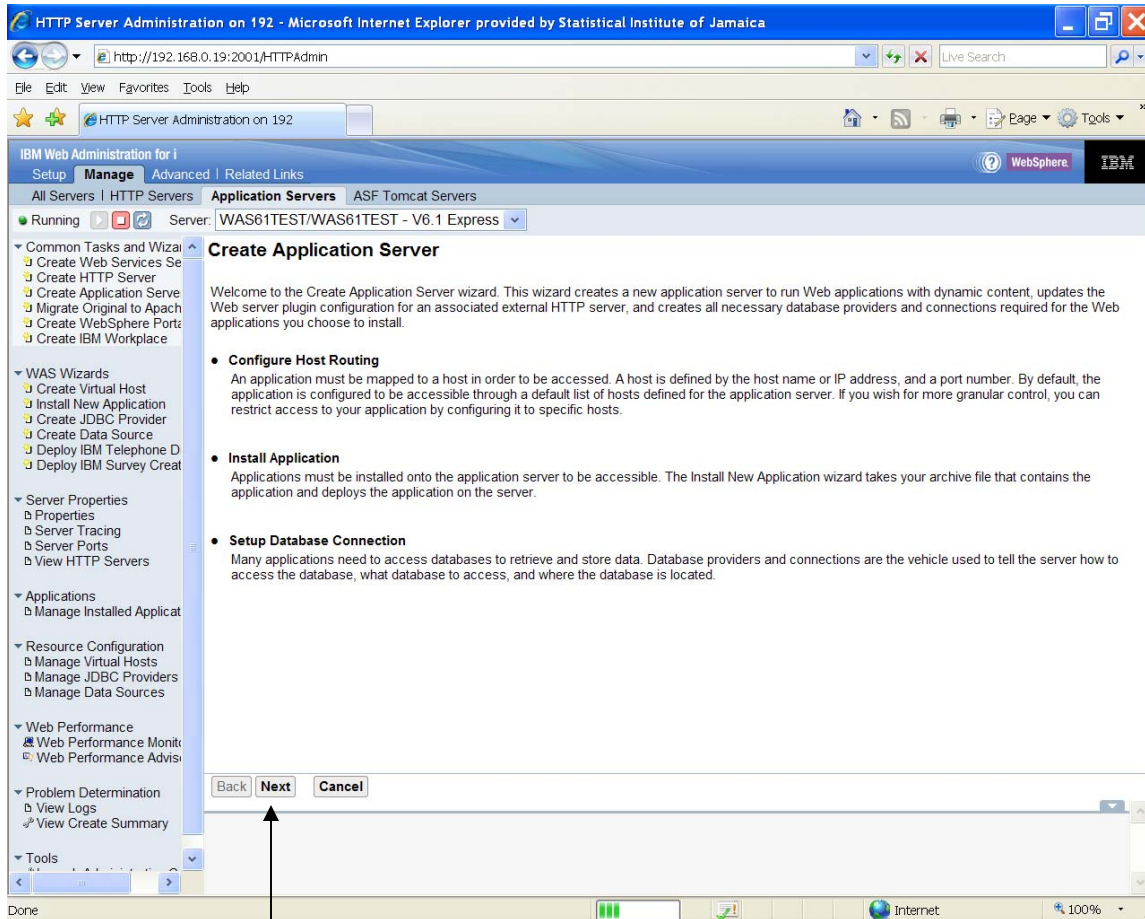 HTTP Server Administration on 192 - Microsoft Internet Explorer provided by Statistical Institute of Jamaica
http://192.168.0.19:2001/HTTPAdmin
Live Search
File Edit View Favorites Tools Help
HTTP Server Administration on 192
Page Tools
IBM Web Administration for i
WebSphere. IBM
Setup Manage Advanced | Related Links
All Servers | HTTP Servers Application Servers ASF Tomcat Servers
Running Server: WAS61TEST/WAS61TEST - V6.1 Express
Common Tasks and Wizar
Create Web Services Se
Create HTTP Server
Create Application Serve
Migrate Original to Apach
Create WebSphere Porta
Create IBM Workplace
WAS Wizards
Create Virtual Host
Install New Application
Create JDBC Provider
Create Data Source
Deploy IBM Telephone D
Deploy IBM Survey Creat
Server Properties
Properties
Server Tracing
Server Ports
View HTTP Servers
Applications
Manage Installed Applicat
Resource Configuration
Manage Virtual Hosts
Manage JDBC Providers
Manage Data Sources
Web Performance
Web Performance Monito
Web Performance Advis
Problem Determination
View Logs
View Create Summary
Tools
Create Application Server
Welcome to the Create Application Server wizard. This wizard creates a new application server to run Web applications with dynamic content, updates the
Web server plugin configuration for an associated external HTTP server, and creates all necessary database providers and connections required for the Web
applications you choose to install.
Configure Host Routing
An application must be mapped to a host in order to be accessed. A host is defined by the host name or IP address, and a port number. By default, the
application is configured to be accessible through a default list of hosts defined for the application server. If you wish for more granular control, you can
restrict access to your application by configuring it to specific hosts.
Install Application
Applications must be installed onto the application server to be accessible. The Install New Application wizard takes your archive file that contains the
application and deploys the application on the server.
Setup Database Connection
Many applications need to access databases to retrieve and store data. Database providers and connections are the vehicle used to tell the server how to
access the database, what database to access, and where the database is located.
Back Next Cancel
Done
Internet
100%